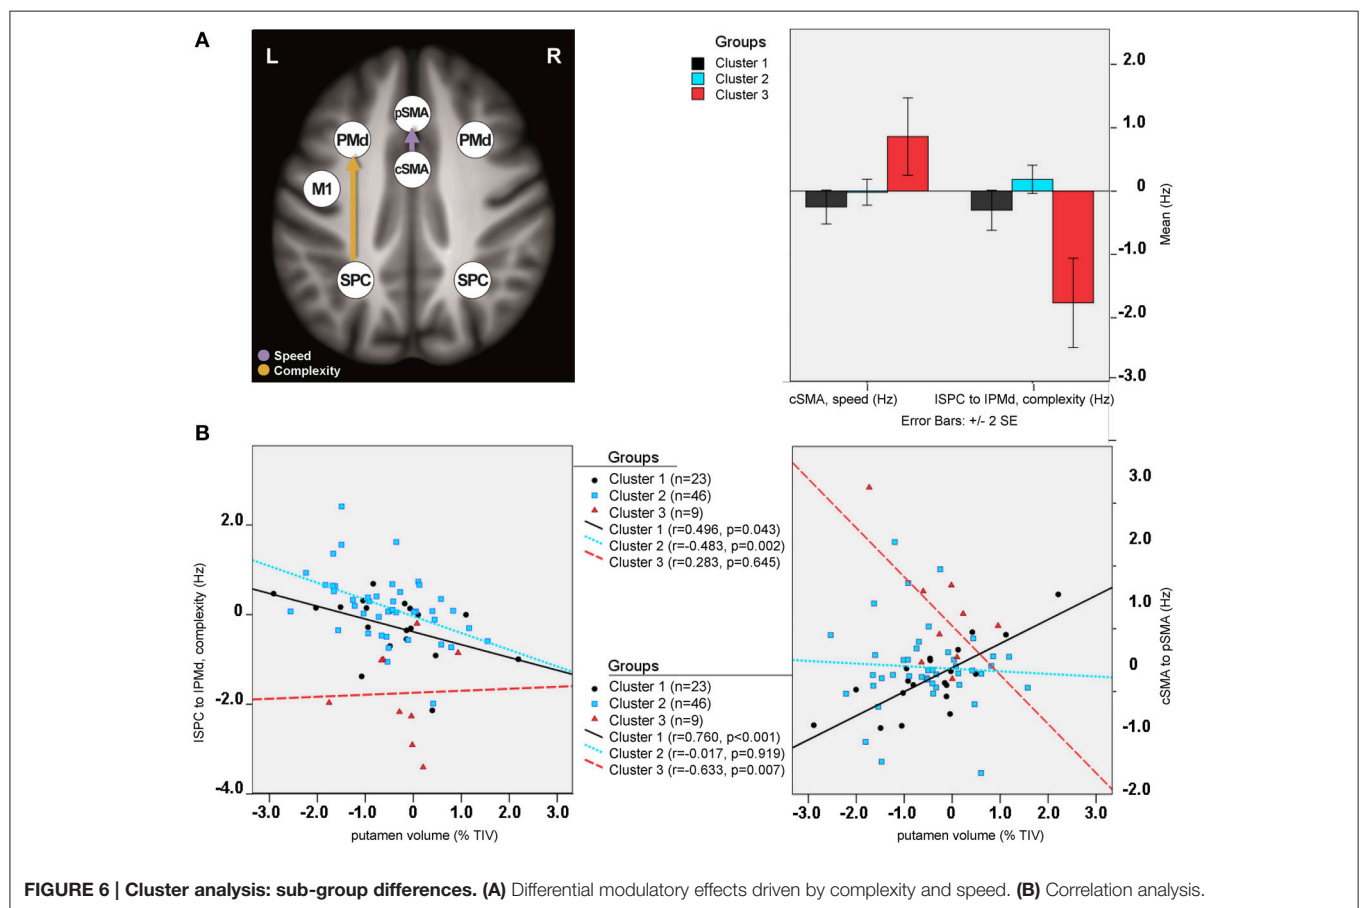 A
L
R
pSMA
PMd
PMd
cSMA
M1
SPC
SPC
Speed
Complexity
Groups
Cluster 1
Cluster 2
Cluster 3
2.0
1.0
0
-1.0
-2.0
-3.0
Mean (Hz)
cSMA, speed (Hz)
lSPC to lPMd, complexity (Hz)
Error Bars: +/- 2 SE
B
lSPC to lPMd, complexity (Hz)
2.0
0
-2.0
-4.0
-3.0 -2.0 -1.0 0 1.0 2.0 3.0
putamen volume (% TIV)
Groups
Cluster 1 (n=23)
Cluster 2 (n=46)
Cluster 3 (n=9)
Cluster 1 (r=0.496, p=0.043)
Cluster 2 (r=-0.483, p=0.002)
Cluster 3 (r=0.283, p=0.645)
Groups
Cluster 1 (n=23)
Cluster 2 (n=46)
Cluster 3 (n=9)
Cluster 1 (r=0.760, p<0.001)
Cluster 2 (r=-0.017, p=0.919)
Cluster 3 (r=-0.633, p=0.007)
3.0
2.0
1.0
0
-1.0
-2.0
cSMA to pSMA (Hz)
-3.0 -2.0 -1.0 0 1.0 2.0 3.0
putamen volume (% TIV)
FIGURE 6 | Cluster analysis: sub-group differences. (A) Differential modulatory effects driven by complexity and speed. (B) Correlation analysis.